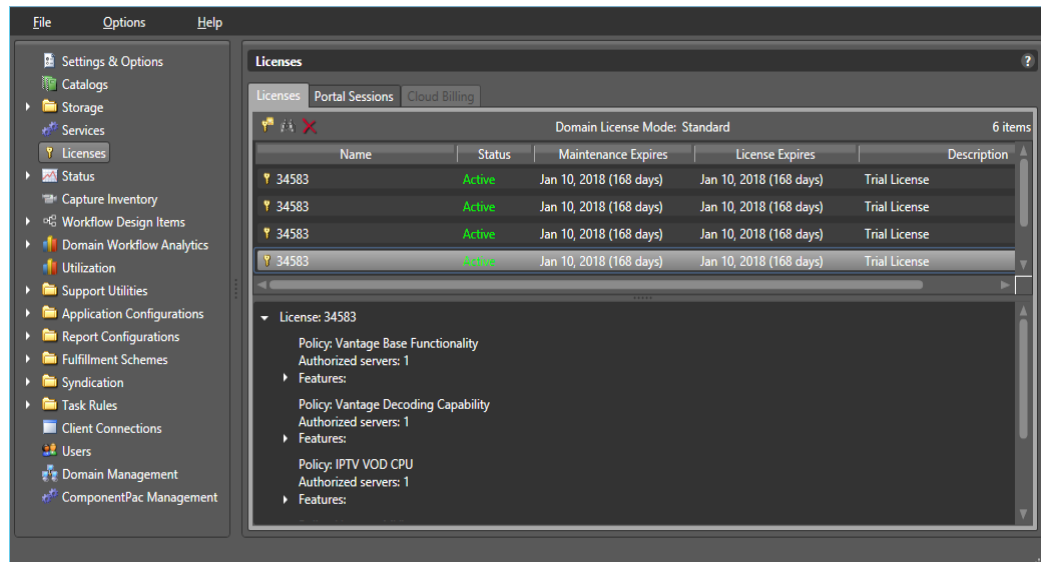 File Options Help
Settings & Options
Catalogs
Storage
Services
Licenses
Status
Capture Inventory
Workflow Design Items
Domain Workflow Analytics
Utilization
Support Utilities
Application Configurations
Report Configurations
Fulfillment Schemes
Syndication
Task Rules
Client Connections
Users
Domain Management
ComponentPac Management
Licenses ?
Licenses Portal Sessions Cloud Billing
Domain License Mode: Standard 6 items
Name Status Maintenance Expires License Expires Description
34583 Active Jan 10, 2018 (168 days) Jan 10, 2018 (168 days) Trial License
34583 Active Jan 10, 2018 (168 days) Jan 10, 2018 (168 days) Trial License
34583 Active Jan 10, 2018 (168 days) Jan 10, 2018 (168 days) Trial License
34583 Active Jan 10, 2018 (168 days) Jan 10, 2018 (168 days) Trial License
License: 34583
Policy: Vantage Base Functionality
Authorized servers: 1
Features:
Policy: Vantage Decoding Capability
Authorized servers: 1
Features:
Policy: IPTV VOD CPU
Authorized servers: 1
Features: